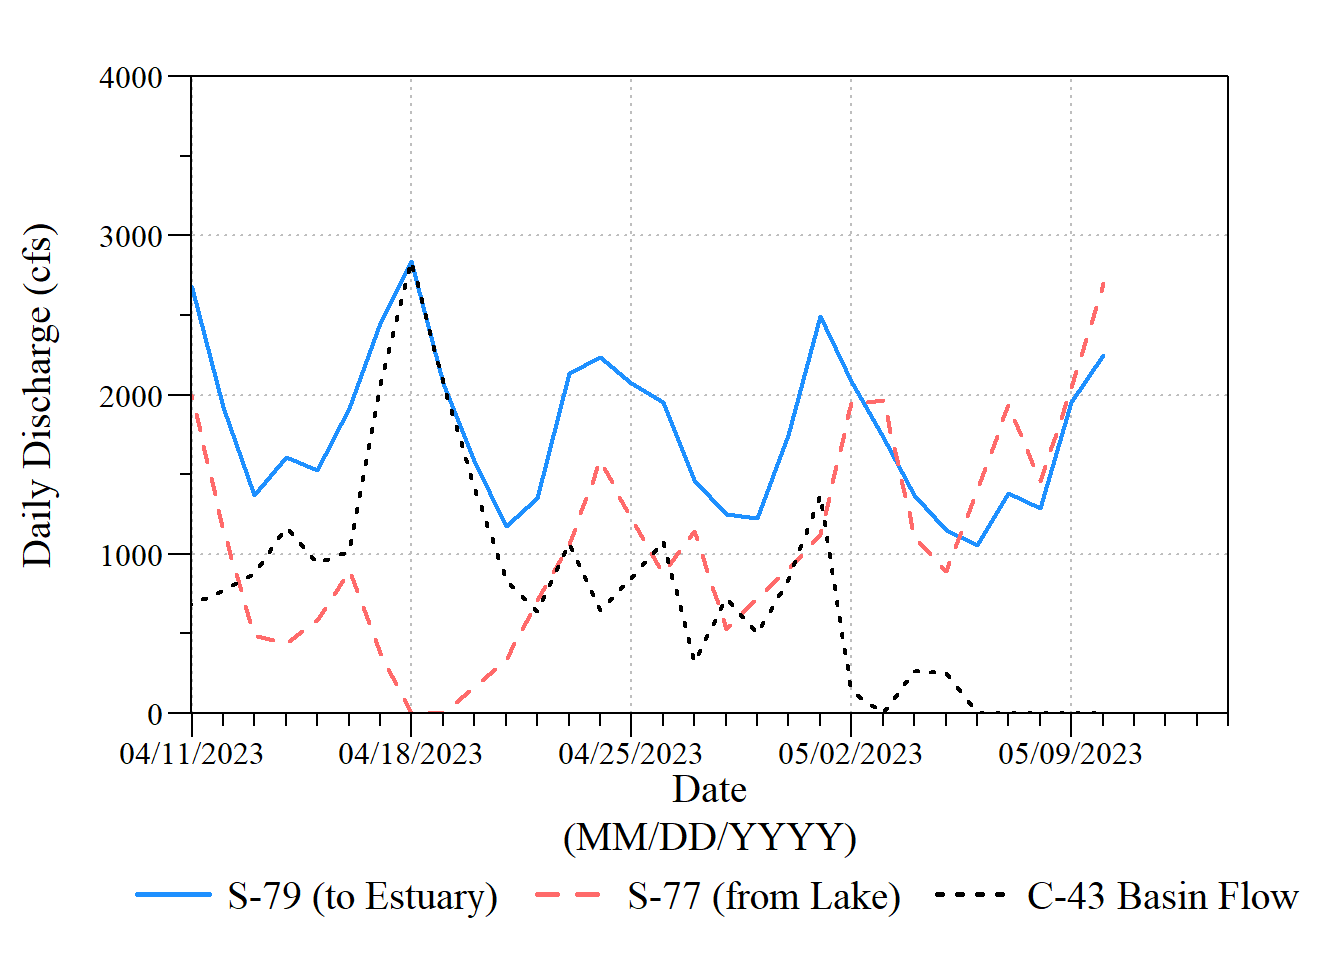 4000
3000
2000
1000
0
Daily Discharge (cfs)
04/11/2023 04/18/2023 04/25/2023 05/02/2023 05/09/2023
Date
(MM/DD/YYYY)
S-79 (to Estuary) S-77 (from Lake) C-43 Basin Flow